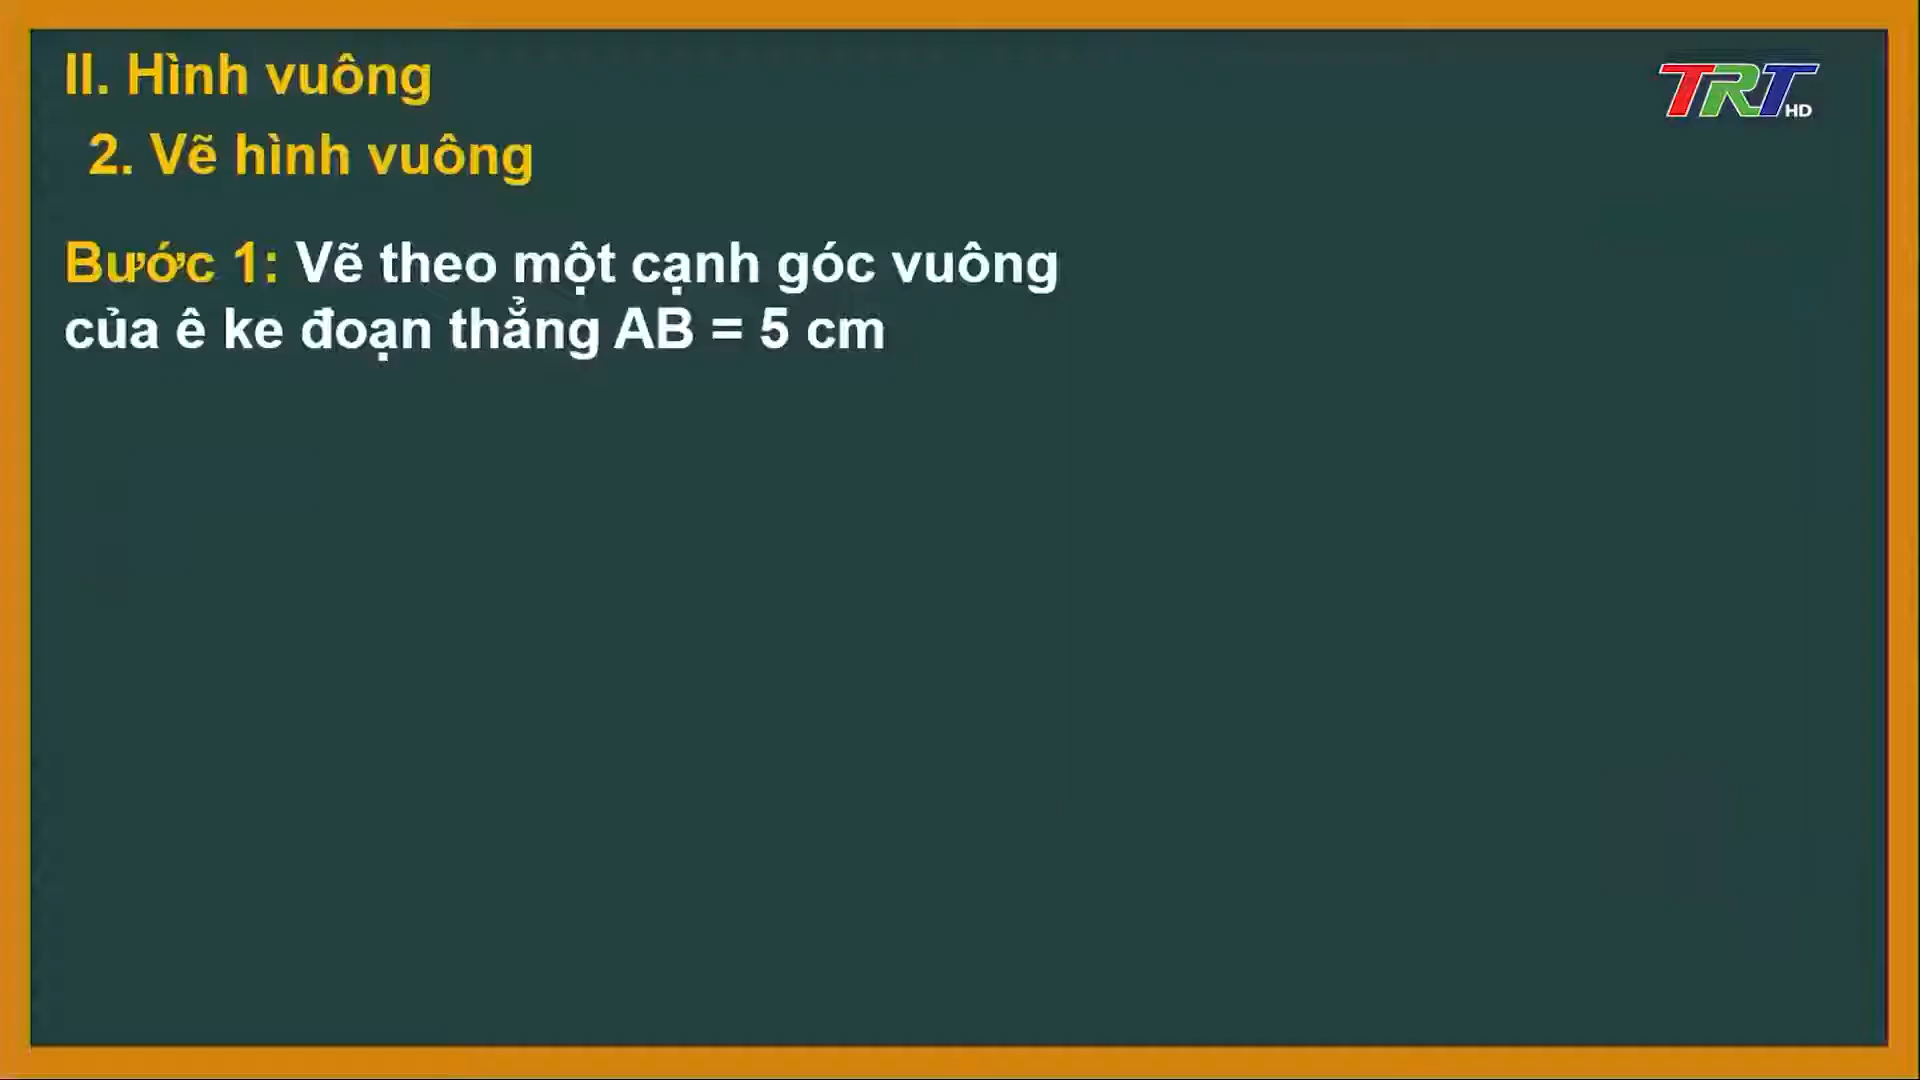 II. Hình vuông
TRT HD
2. Vẽ hình vuông
Bước 1: Vẽ theo một cạnh góc vuông
của ê ke đoạn thẳng AB = 5 cm